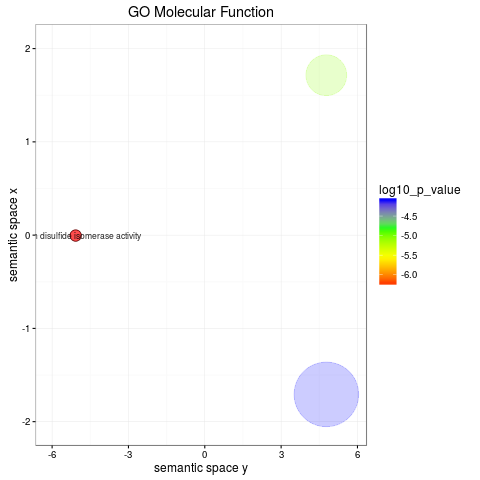 GO Molecular Function
2
1
0
-1
-2
semantic space x
disulfide isomerase activity
-6
-3
0
3
6
semantic space y
log10_p_value
-4.5
-5.0
-5.5
-6.0